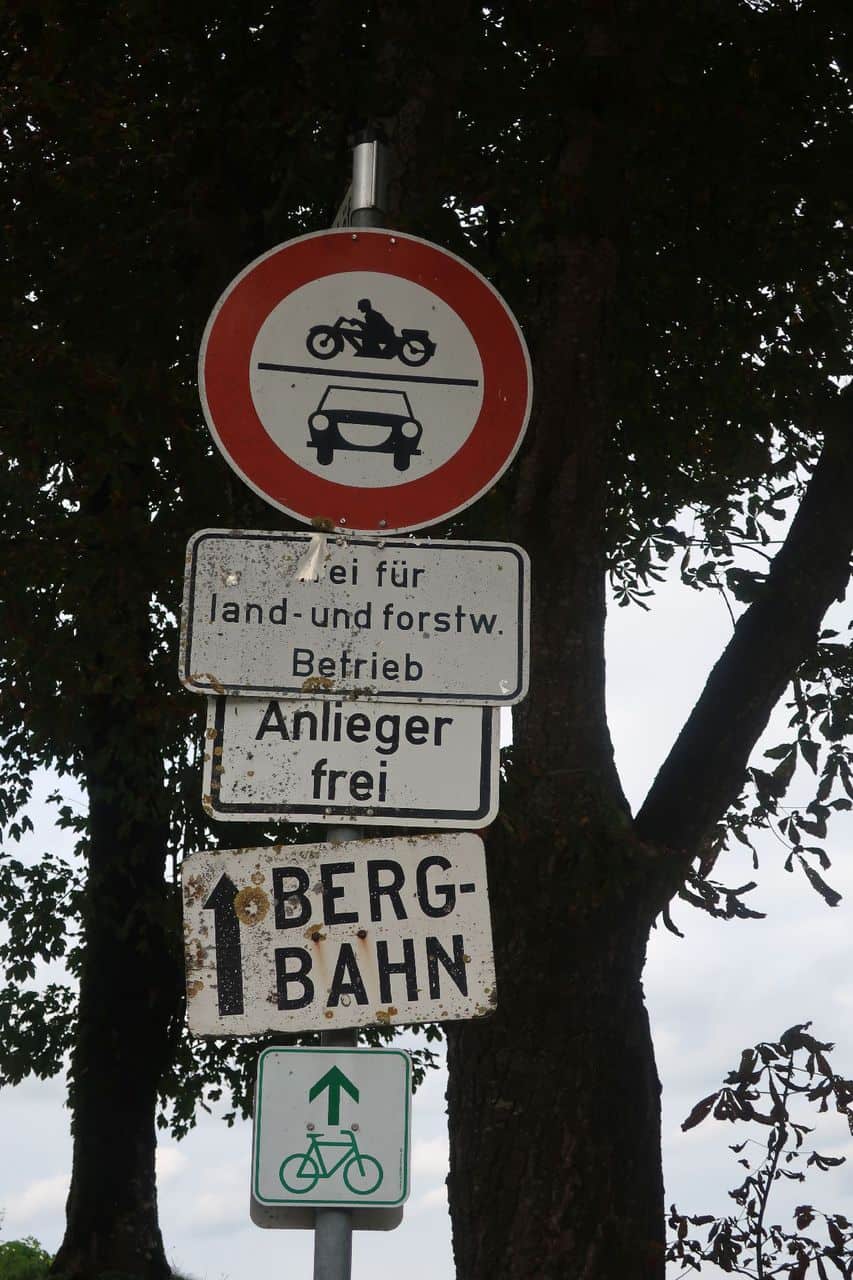 für
land-und forstw.
Betrieb
Anlieger
frei
BERG-
BAHN